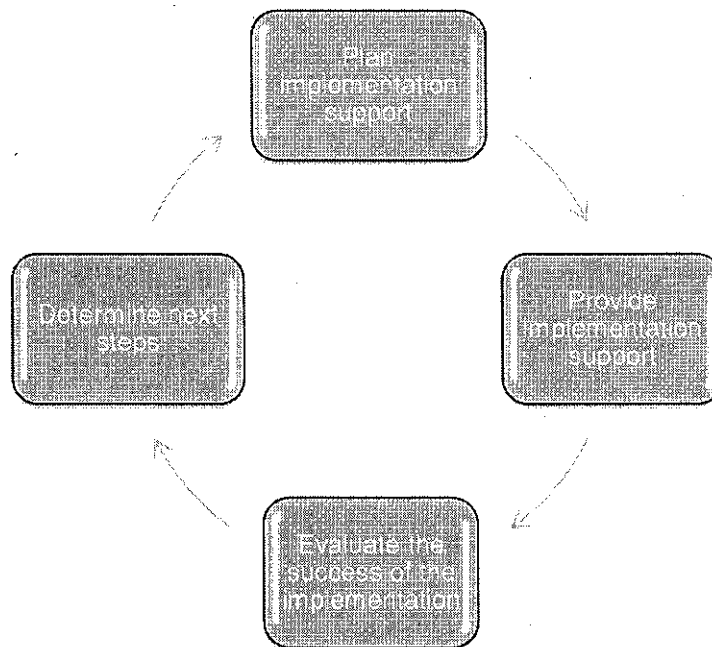 Plan
implementation
support
Provide
implementation
support
Evaluate the
success of the
implementation
Determine next
steps